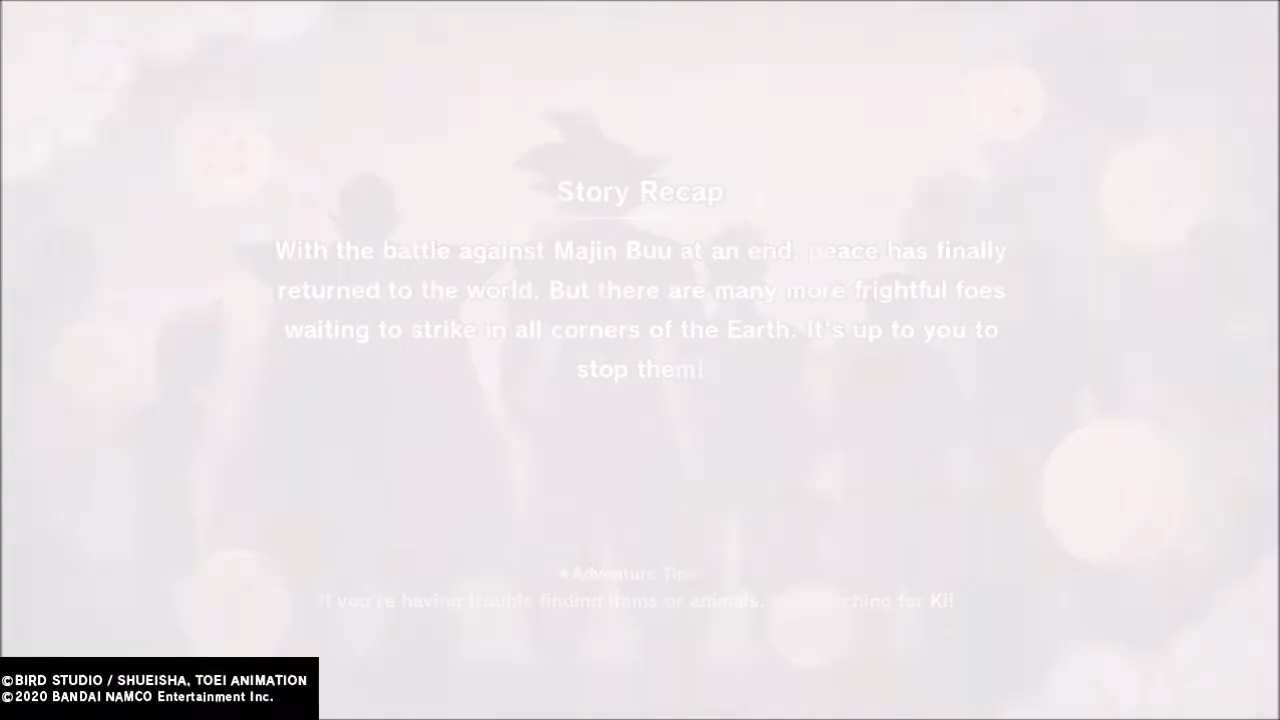 Story Recap
With the battle against Majin Buu at an end, peace has finally
returned to the world. But there are many more frightful foes
waiting to strike in all corners of the Earth. It's up to you to
stop them!
★Adventure Tips
If you're having trouble finding items or animals, searching for Ki!
©BIRD STUDIO / SHUEISHA, TOEI ANIMATION
©2020 BANDAI NAMCO Entertainment Inc.